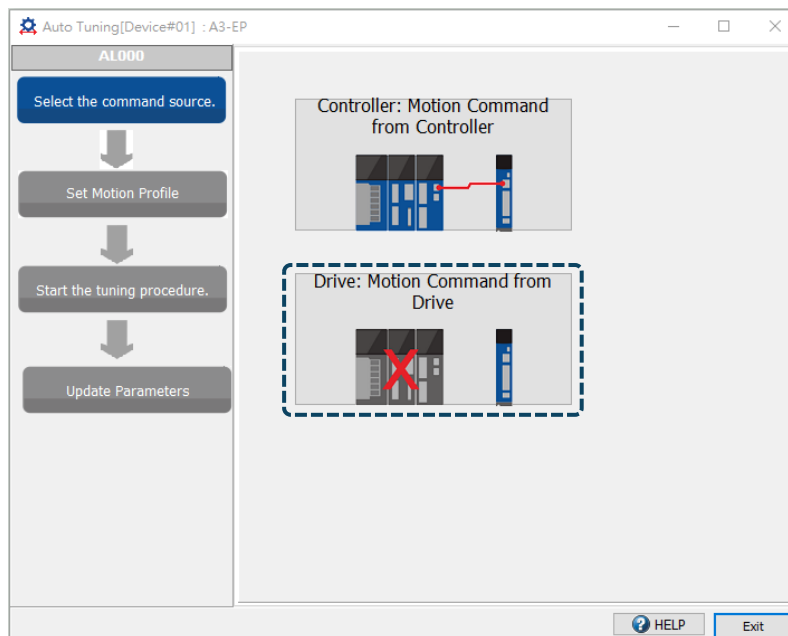 Auto Tuning[Device#01] : A3-EP
AL000
Select the command source.
Set Motion Profile
Start the tuning procedure.
Update Parameters
Controller: Motion Command
from Controller
Drive: Motion Command from
Drive
HELP
Exit